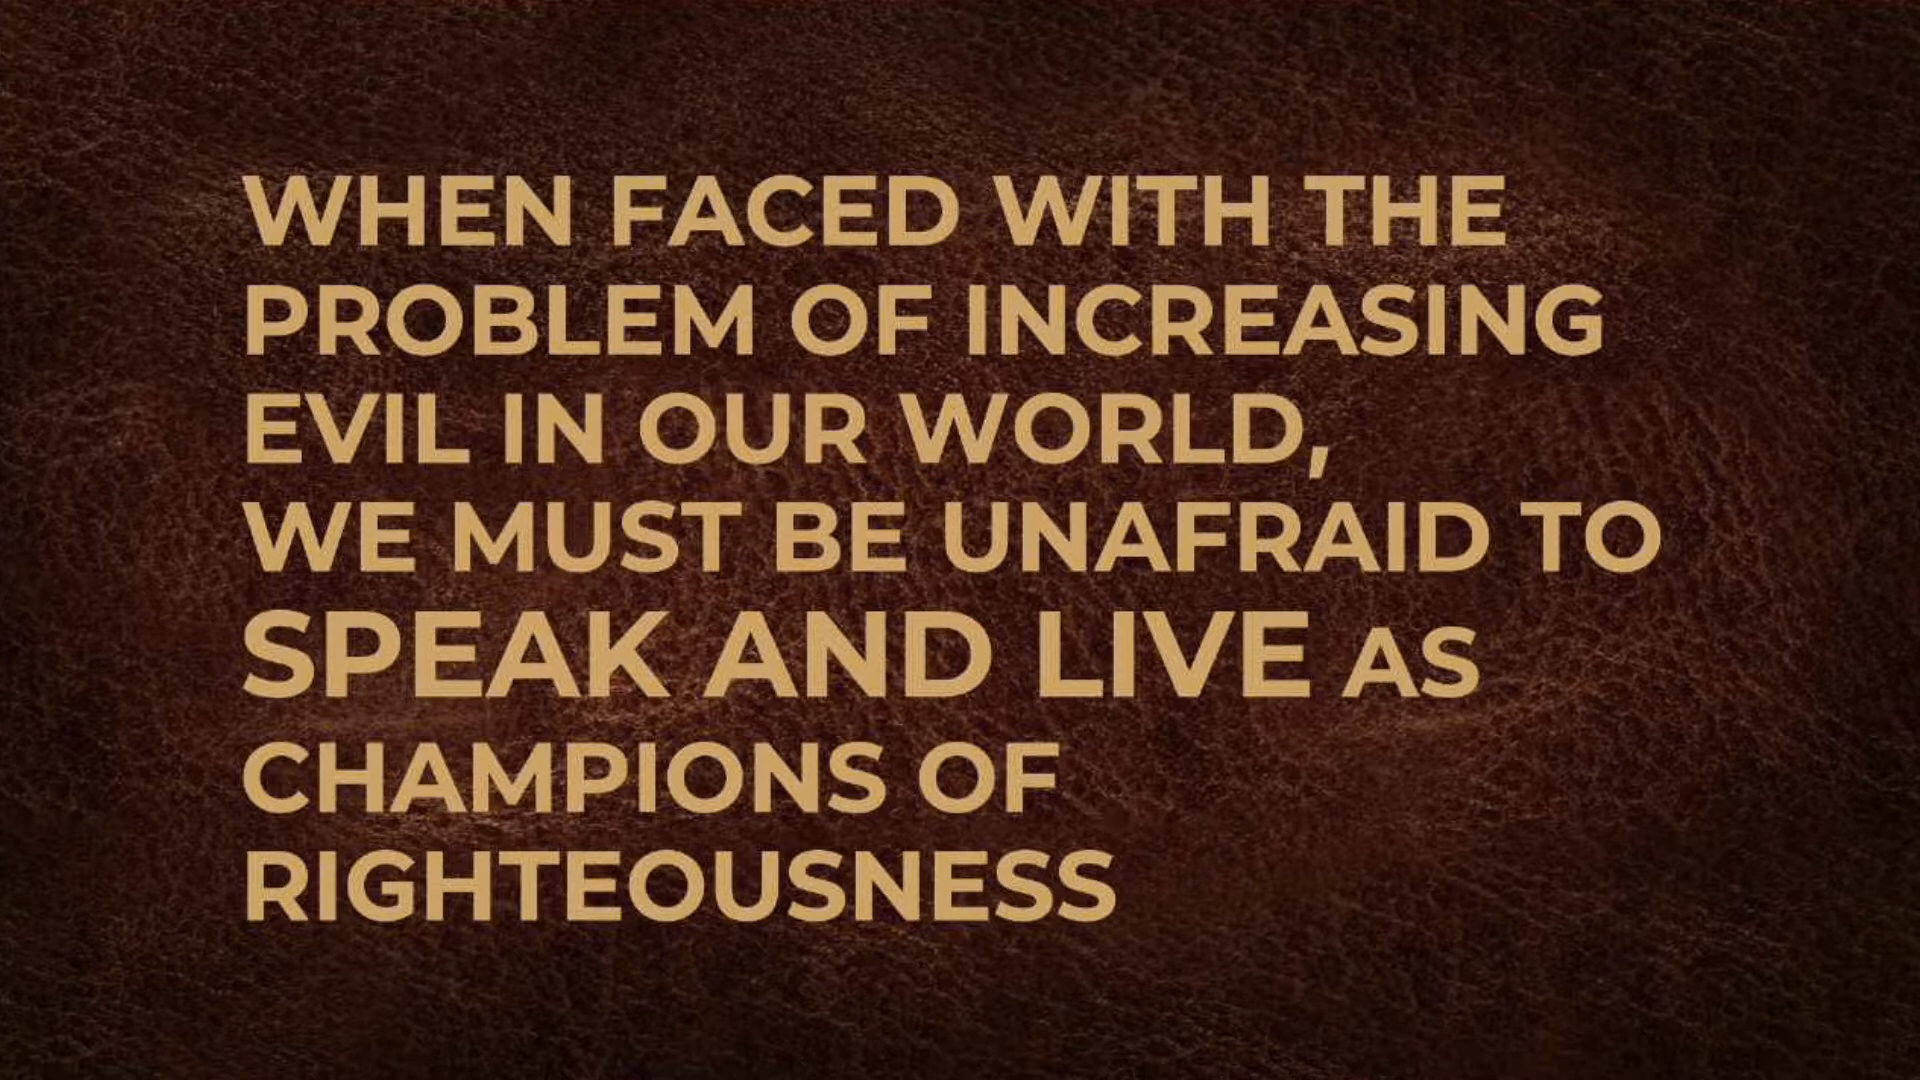 WHEN FACED WITH THE
PROBLEM OF INCREASING
EVIL IN OUR WORLD,
WE MUST BE UNAFRAID TO
SPEAK AND LIVE AS
CHAMPIONS OF
RIGHTEOUSNESS